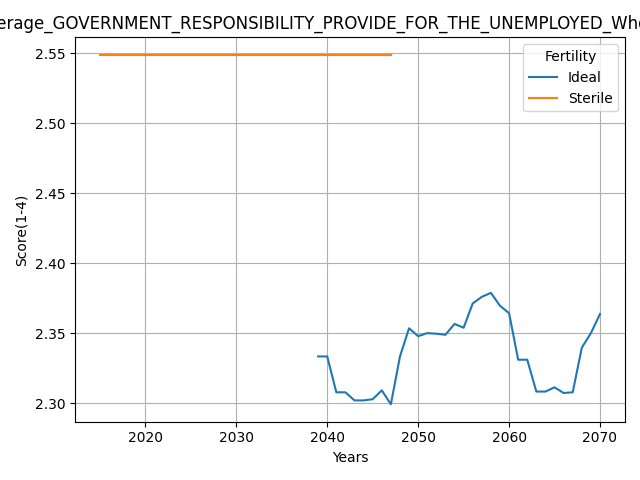 erage_GOVERNMENT_RESPONSIBILITY_PROVIDE_FOR_THE_UNEMPLOYED_Wh
Fertility
Ideal
Sterile
2.55
2.50
2.45
2.40
2.35
2.30
Score(1-4)
2020 2030 2040 2050 2060 2070
Years